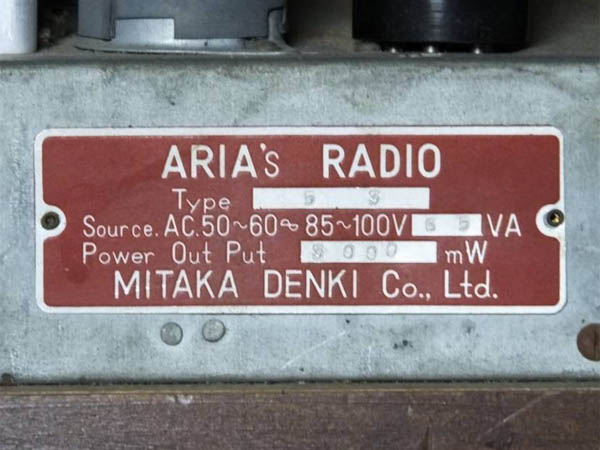 ARIA's RADIO
Type 5 S
Source. AC. 50~60~ 85~100V 65 VA
Power Out Put 3000 mW
MITAKA DENKI Co., Ltd.